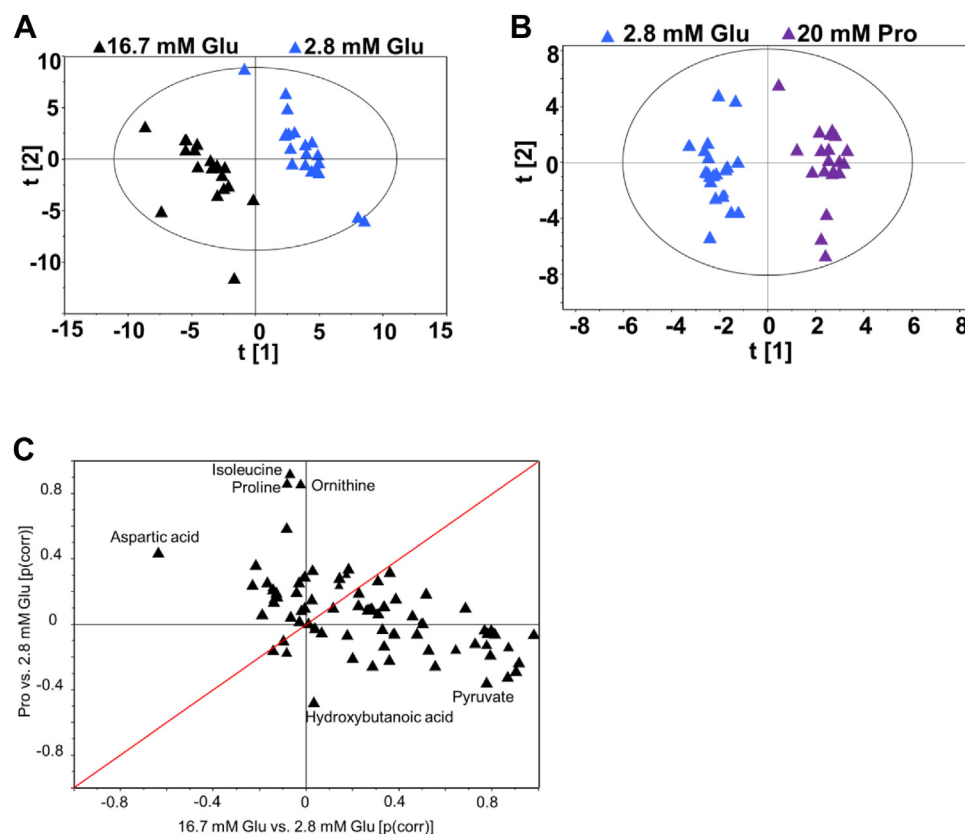 A
▲16.7 mM Glu ▲2.8 mM Glu
10
5
0
-5
-10
t [2]
-15 -10 -5 0 5 10 15
t [1]
B
▲ 2.8 mM Glu ▲20 mM Pro
8
4
0
-4
-8
t [2]
-8 -6 -4 -2 0 2 4 6 8
t [1]
C
Isoleucine
Proline
Ornithine
Aspartic acid
Pyruvate
Hydroxybutanoic acid
0.8
0.4
0
-0.4
-0.8
Pro vs. 2.8 mM Glu [p(corr)]
-0.8 -0.4 0 0.4 0.8
16.7 mM Glu vs. 2.8 mM Glu [p(corr)]